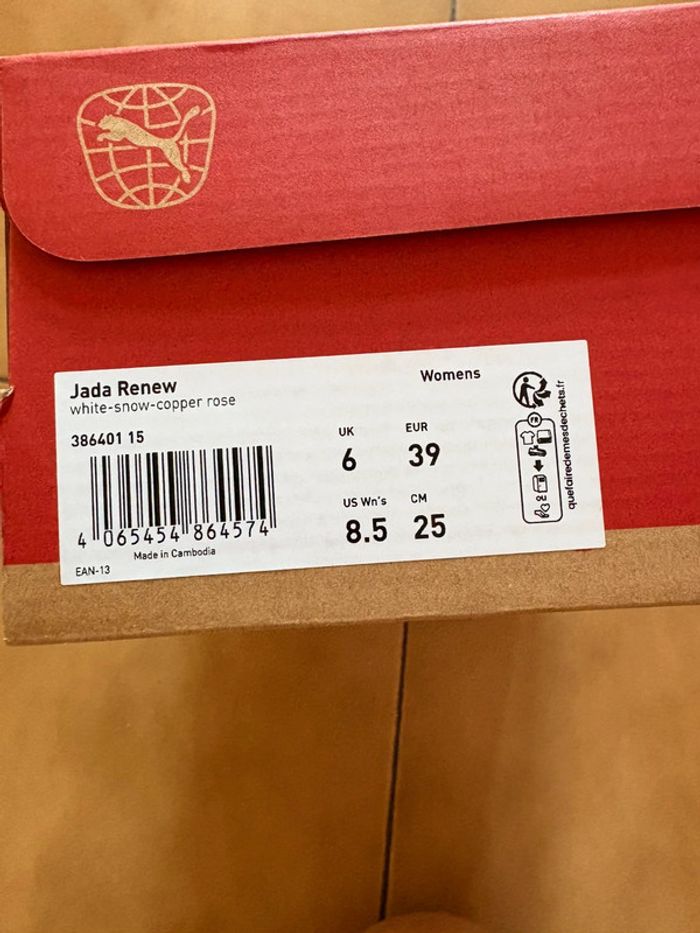 Jada Renew
white-snow-copper rose
Womens
386401 15
UK
EUR
6
39
US Wn's
CM
8.5
25
4 065454 864574
Made in Cambodia
EAN-13
FR
OU
quefairedemesdechets.fr